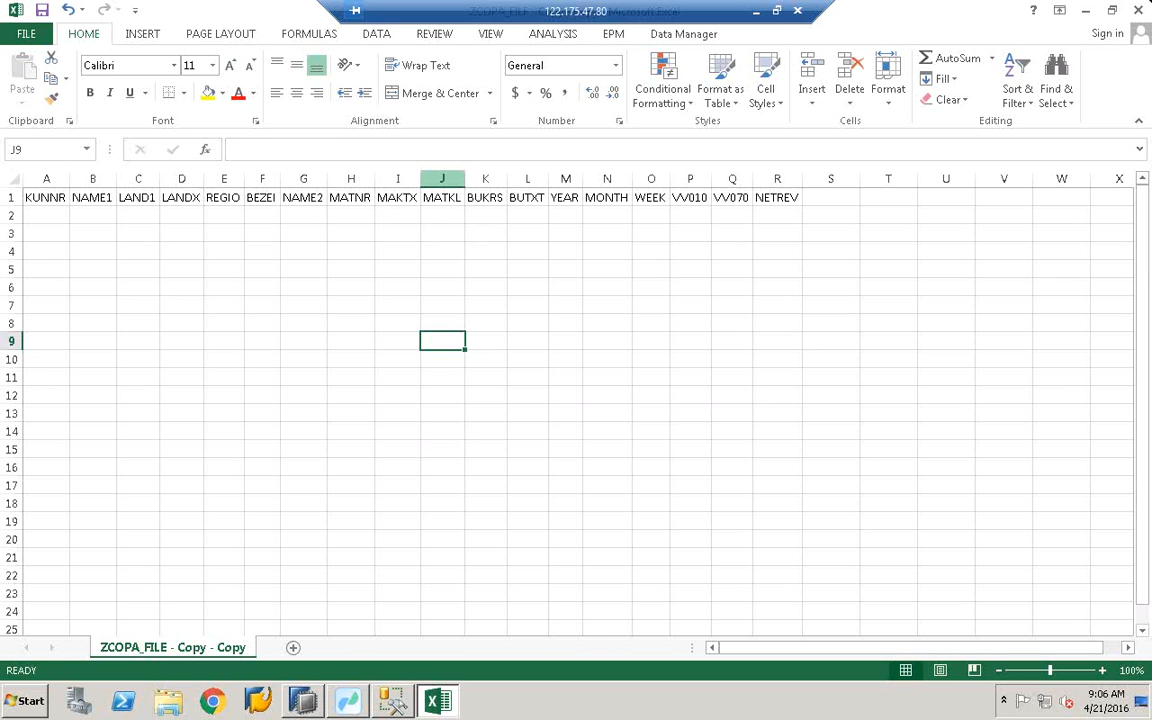 ZCOPA_FILE - C
Microsoft Excel
122.175.47.80
?
Sign in
FILE HOME INSERT PAGE LAYOUT FORMULAS DATA REVIEW VIEW ANALYSIS EPM Data Manager
Paste
Calibri 11 A A
B I U A
Wrap Text
Merge & Center
General
$ % ,
Conditional Formatting
Format as Table
Cell Styles
Insert Delete Format
AutoSum
Fill
Clear
Sort & Filter
Find & Select
Clipboard Font Alignment Number Styles Cells Editing
J9 fx
A B C D E F G H I J K L M N O P Q R S T U V W X
1 KUNNR NAME1 LAND1 LANDX REGIO BEZEI NAME2 MATNR MAKTX MATKL BUKRS BUTXT YEAR MONTH WEEK VV010 VV070 NETREV
2
3
4
5
6
7
8
9
10
11
12
13
14
15
16
17
18
19
20
21
22
23
24
25
ZCOPA_FILE - Copy - Copy
READY 100%
Start
9:06 AM
4/21/2016